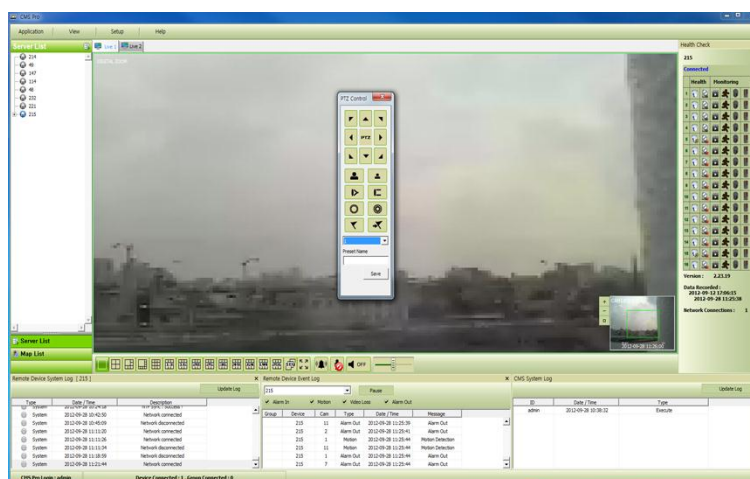 CMS Pro
Application View Setup Help
Server List
Live 1 Live 2
Health Check
214
49
147
114
48
232
221
215
DIGITAL ZOOM
PTZ Control
PTZ
1
Preset Name
Save
215
Connected
Health Monitoring
Version : 2.23.19
Data Recorded :
2012-09-12 17:06:15
2012-09-28 11:25:38
Network Connections : 1
2012-09-28 11:26:00
Server List
Map List
OFF
Remote Device System Log [ 215 ]
Update Log
Type Date / Time Description
System 2012-09-28 10:42:50 Network connected
System 2012-09-28 10:45:09 Network disconnected
System 2012-09-28 11:11:20 Network connected
System 2012-09-28 11:11:26 Network connected
System 2012-09-28 11:11:34 Network disconnected
System 2012-09-28 11:18:59 Network disconnected
System 2012-09-28 11:21:44 Network connected
Remote Device Event Log
215 Pause
Alarm In Motion Video Loss Alarm Out
Group Device Cam Type Date / Time Message
215 11 Alarm Out 2012-09-28 11:25:39 Alarm Out
215 2 Alarm Out 2012-09-28 11:25:41 Alarm Out
215 1 Motion 2012-09-28 11:25:44 Motion Detection
215 11 Motion 2012-09-28 11:25:44 Motion Detection
215 1 Alarm Out 2012-09-28 11:25:44 Alarm Out
215 7 Alarm Out 2012-09-28 11:25:44 Alarm Out
CMS System Log
Update Log
ID Date / Time Type
admin 2012-09-28 10:38:32 Execute
CMS Pro Login : admin Device Connected : 1 Group Connected : 0